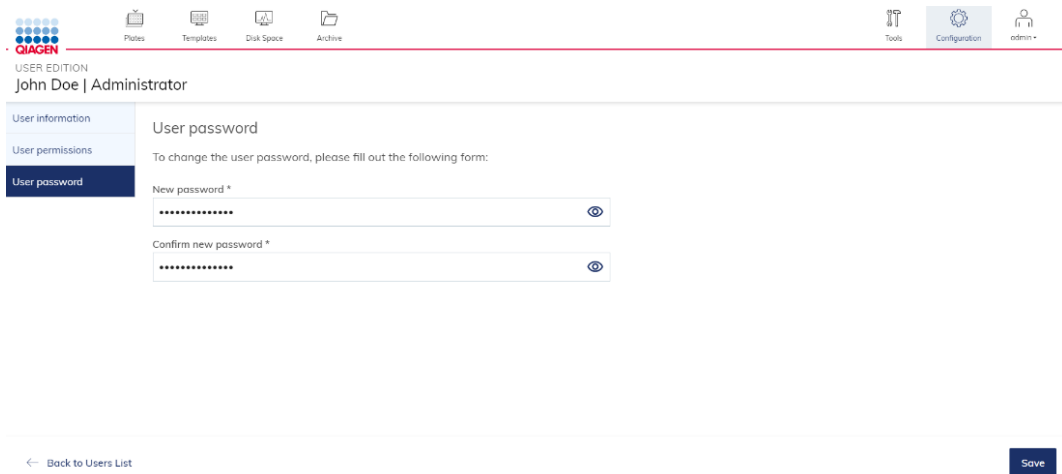 Plates Templates Disk Space Archive Tools Configuration admin
QIAGEN
USER EDITION
John Doe | Administrator
User information
User permissions
User password
User password
To change the user password, please fill out the following form:
New password *
••••••••••••••
Confirm new password *
••••••••••••••
← Back to Users List
Save